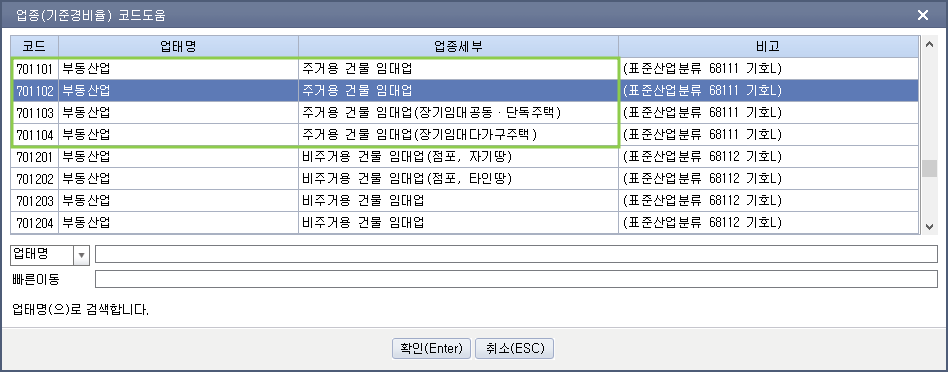 업종(기준경비율) 코드도움
코드 업태명 업종세부 비고
701101 부동산업 주거용 건물 임대업 (표준산업분류 68111 기호L)
701102 부동산업 주거용 건물 임대업 (표준산업분류 68111 기호L)
701103 부동산업 주거용 건물 임대업(장기임대공동·단독주택) (표준산업분류 68111 기호L)
701104 부동산업 주거용 건물 임대업(장기임대다가구주택) (표준산업분류 68111 기호L)
701201 부동산업 비주거용 건물 임대업(점포, 자기땅) (표준산업분류 68112 기호L)
701202 부동산업 비주거용 건물 임대업(점포, 타인땅) (표준산업분류 68112 기호L)
701203 부동산업 비주거용 건물 임대업 (표준산업분류 68112 기호L)
701204 부동산업 비주거용 건물 임대업 (표준산업분류 68112 기호L)
업태명
빠른이동
업태명(으)로 검색합니다.
확인(Enter) 취소(ESC)